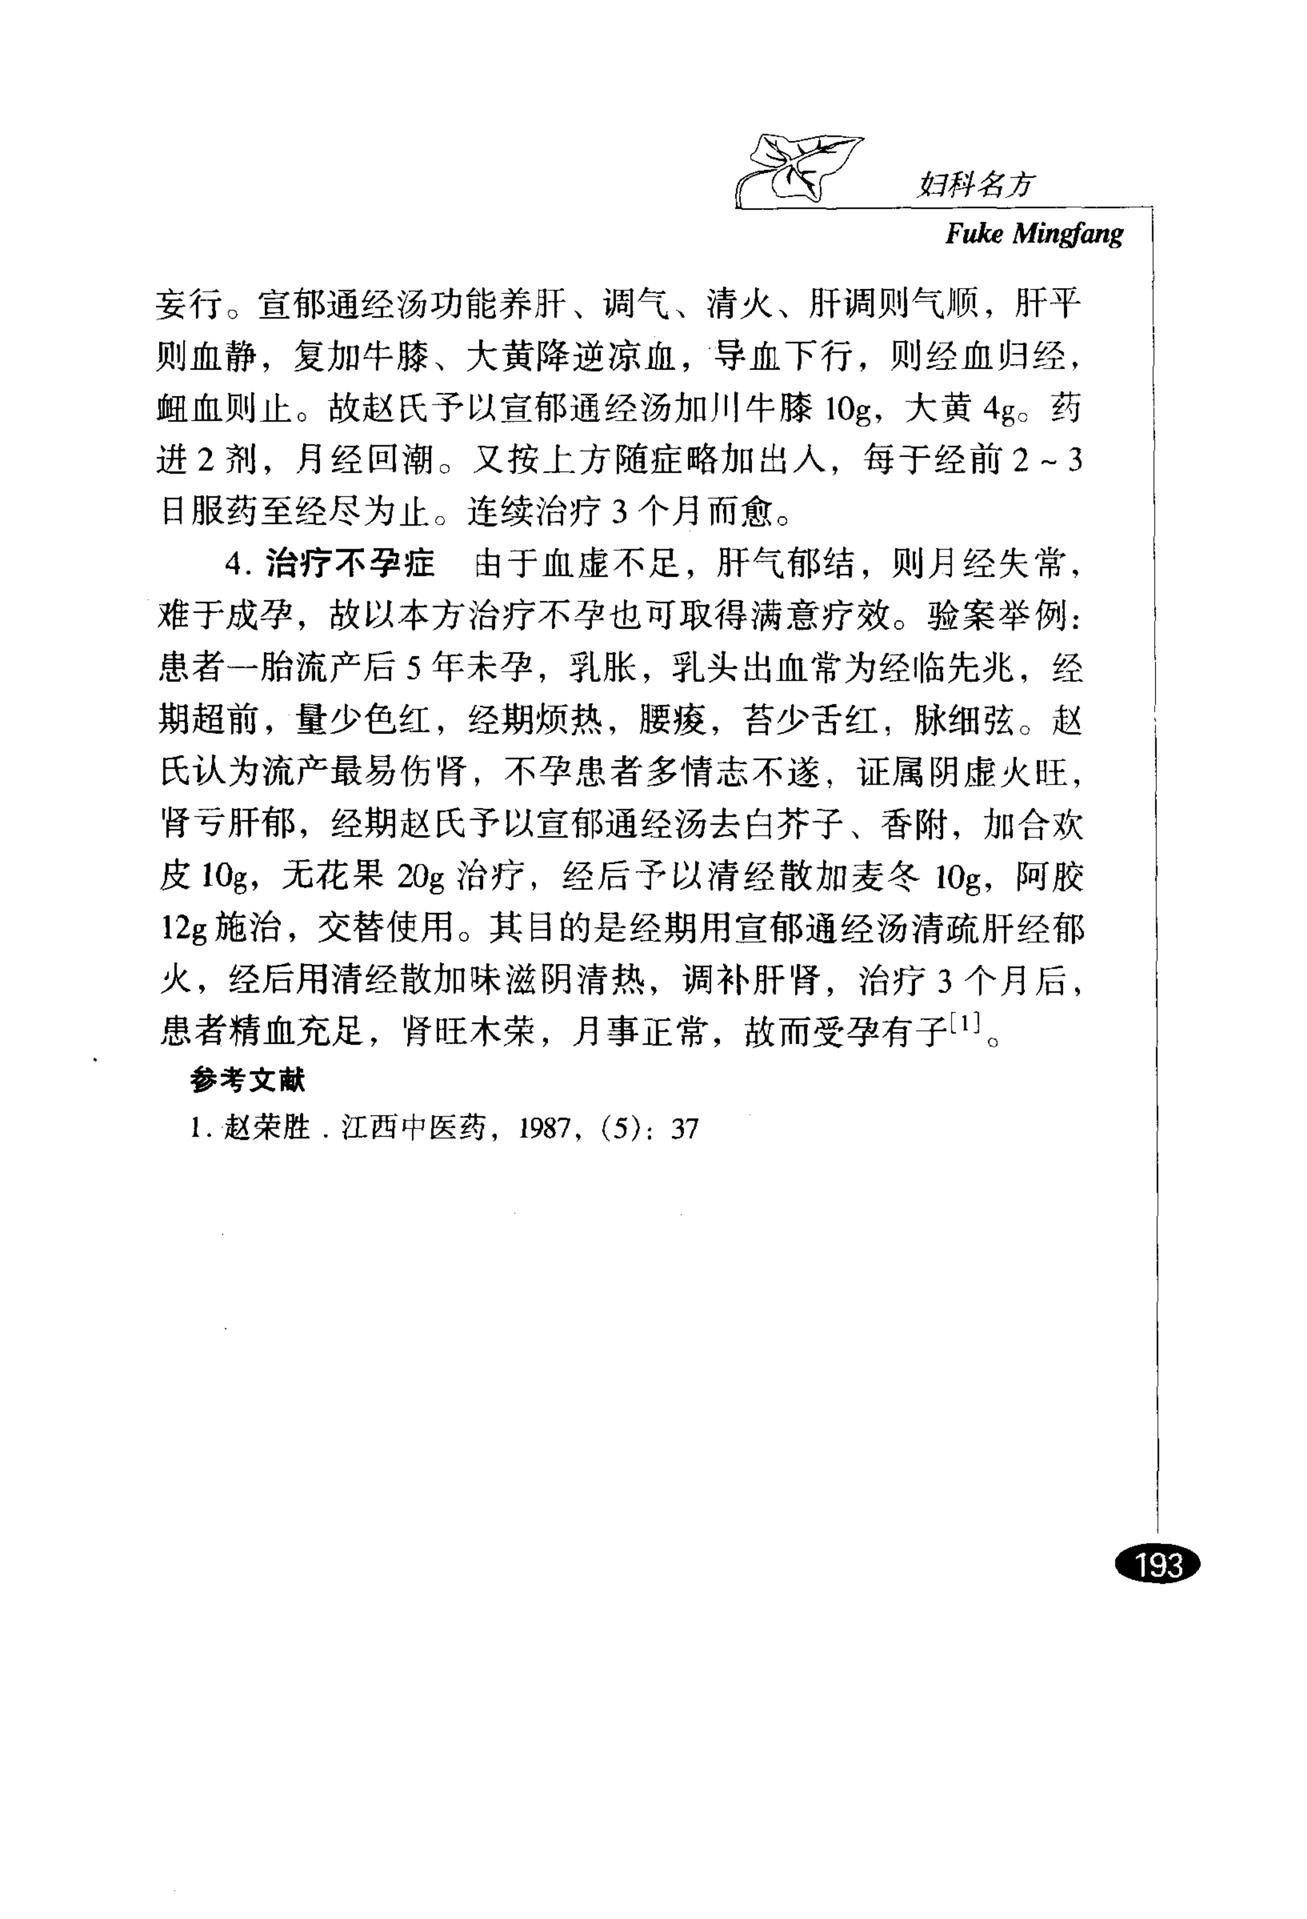 妇科名方
Fuke Mingfang
妄行。宣郁通经汤功能养肝、调气、清火、肝调则气顺，肝平
则血静，复加牛膝、大黄降逆凉血，导血下行，则经血归经，
衄血则止。故赵氏予以宣郁通经汤加川牛膝10g，大黄4g。药
进2剂，月经回潮。又按上方随症略加出入，每于经前2~3
日服药至经尽为止。连续治疗3个月而愈。
4. 治疗不孕症 由于血虚不足，肝气郁结，则月经失常，
难于成孕，故以本方治疗不孕也可取得满意疗效。验案举例：
患者一胎流产后5年未孕，乳胀，乳头出血常为经临先兆，经
期超前，量少色红，经期烦热，腰痠，苔少舌红，脉细弦。赵
氏认为流产最易伤肾，不孕患者多情志不遂，证属阴虚火旺，
肾亏肝郁，经期赵氏予以宣郁通经汤去白芥子、香附，加合欢
皮10g，无花果20g治疗，经后予以清经散加麦冬10g，阿胶
12g施治，交替使用。其目的是经期用宣郁通经汤清疏肝经郁
火，经后用清经散加味滋阴清热，调补肝肾，治疗3个月后，
患者精血充足，肾旺木荣，月事正常，故而受孕有子[1]。
参考文献
1. 赵荣胜．江西中医药，1987，（5）：37
193